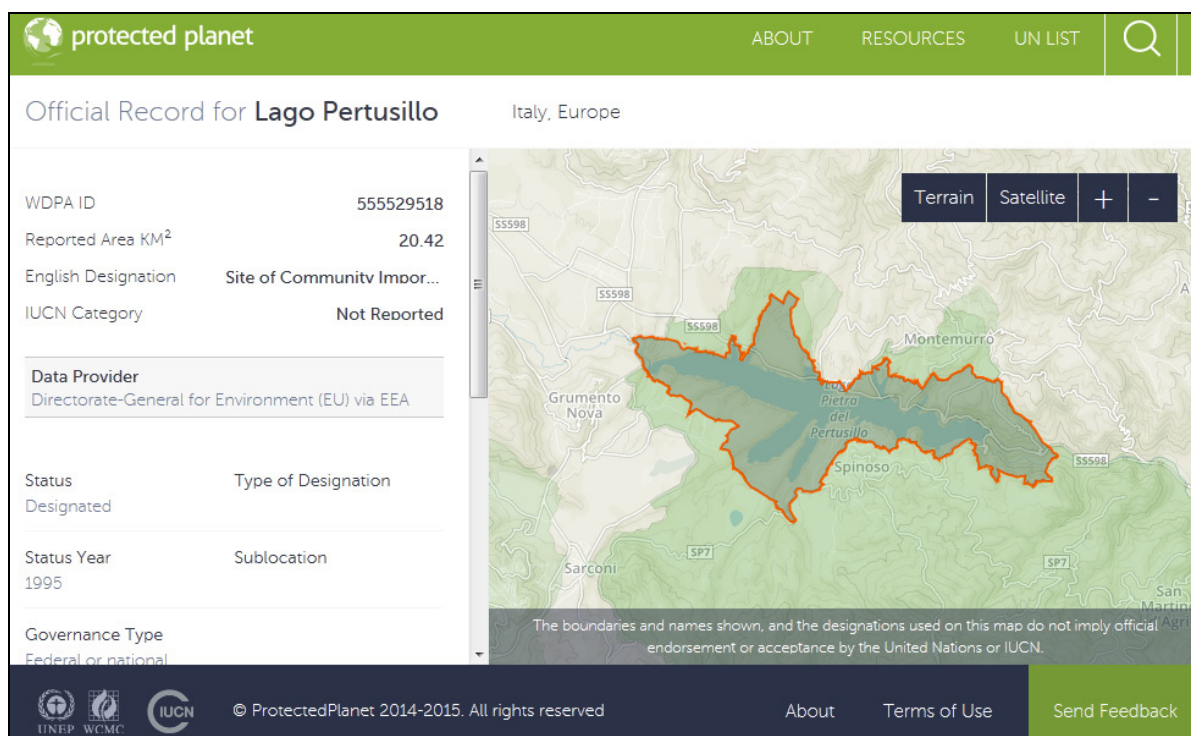 protected planet
ABOUT RESOURCES UN LIST
Official Record for Lago Pertusillo Italy, Europe
WDPA ID 555529518
Reported Area KM² 20.42
English Designation Site of Community Impor...
IUCN Category Not Reported
Data Provider
Directorate-General for Environment (EU) via EEA
Status Type of Designation
Designated
Status Year Sublocation
1995
Governance Type
Federal or national
Terrain Satellite + -
SS598
SS598
SS598
Montemurro
Grumento
Nova
Pietra
del
Pertusillo
Spinoso
SS598
SP7
SP7
Sarconi
San
Martino
The boundaries and names shown, and the designations used on this map do not imply official
endorsement or acceptance by the United Nations or IUCN.
UNEP WCMC IUCN
© ProtectedPlanet 2014-2015. All rights reserved
About Terms of Use Send Feedback